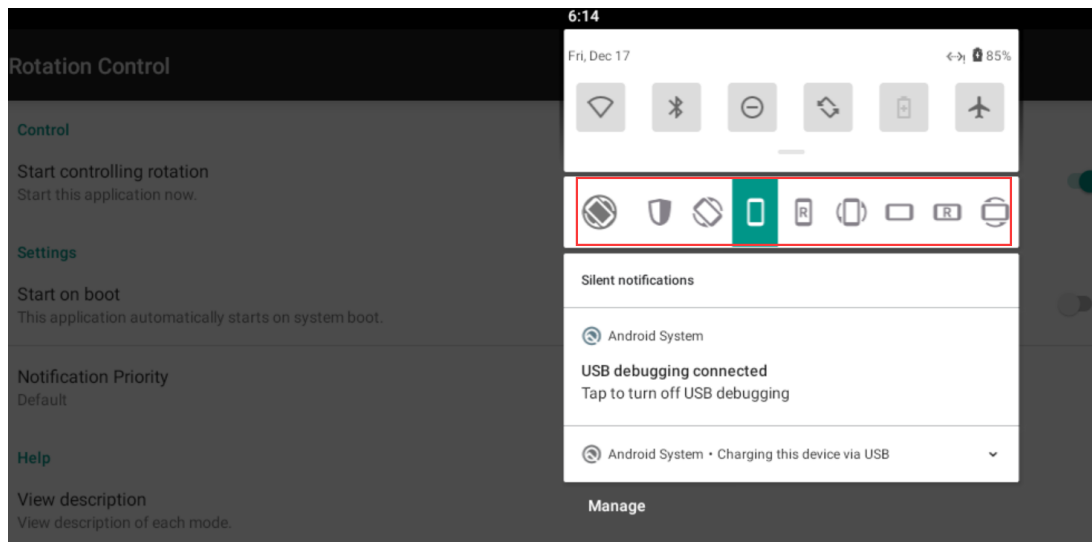 6:14
Rotation Control
Control
Start controlling rotation
Start this application now.
Settings
Start on boot
This application automatically starts on system boot.
Notification Priority
Default
Help
View description
View description of each mode.
Fri, Dec 17
85%
R
R
Silent notifications
Android System
USB debugging connected
Tap to turn off USB debugging
Android System • Charging this device via USB
Manage